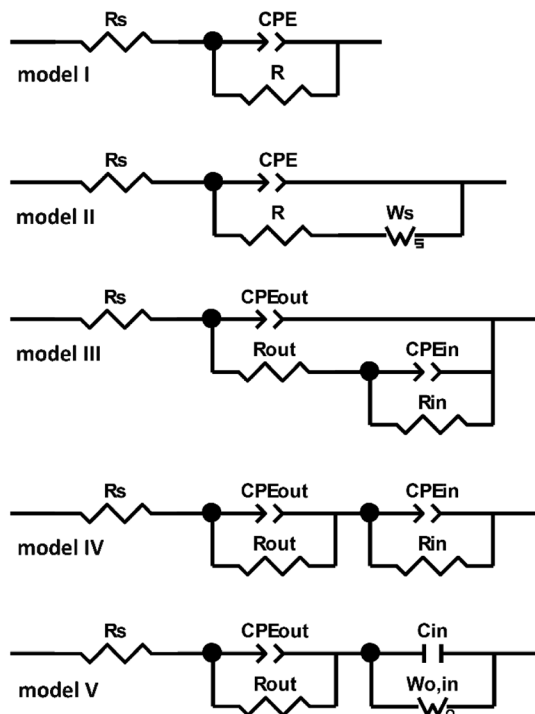 Rs CPE
R
model I
Rs CPE
R Ws
model II
Rs CPEout
Rout CPEin
model III
Rin
Rs CPEout CPEin
Rout Rin
model IV
Rs CPEout Cin
Rout Wo,in
model V